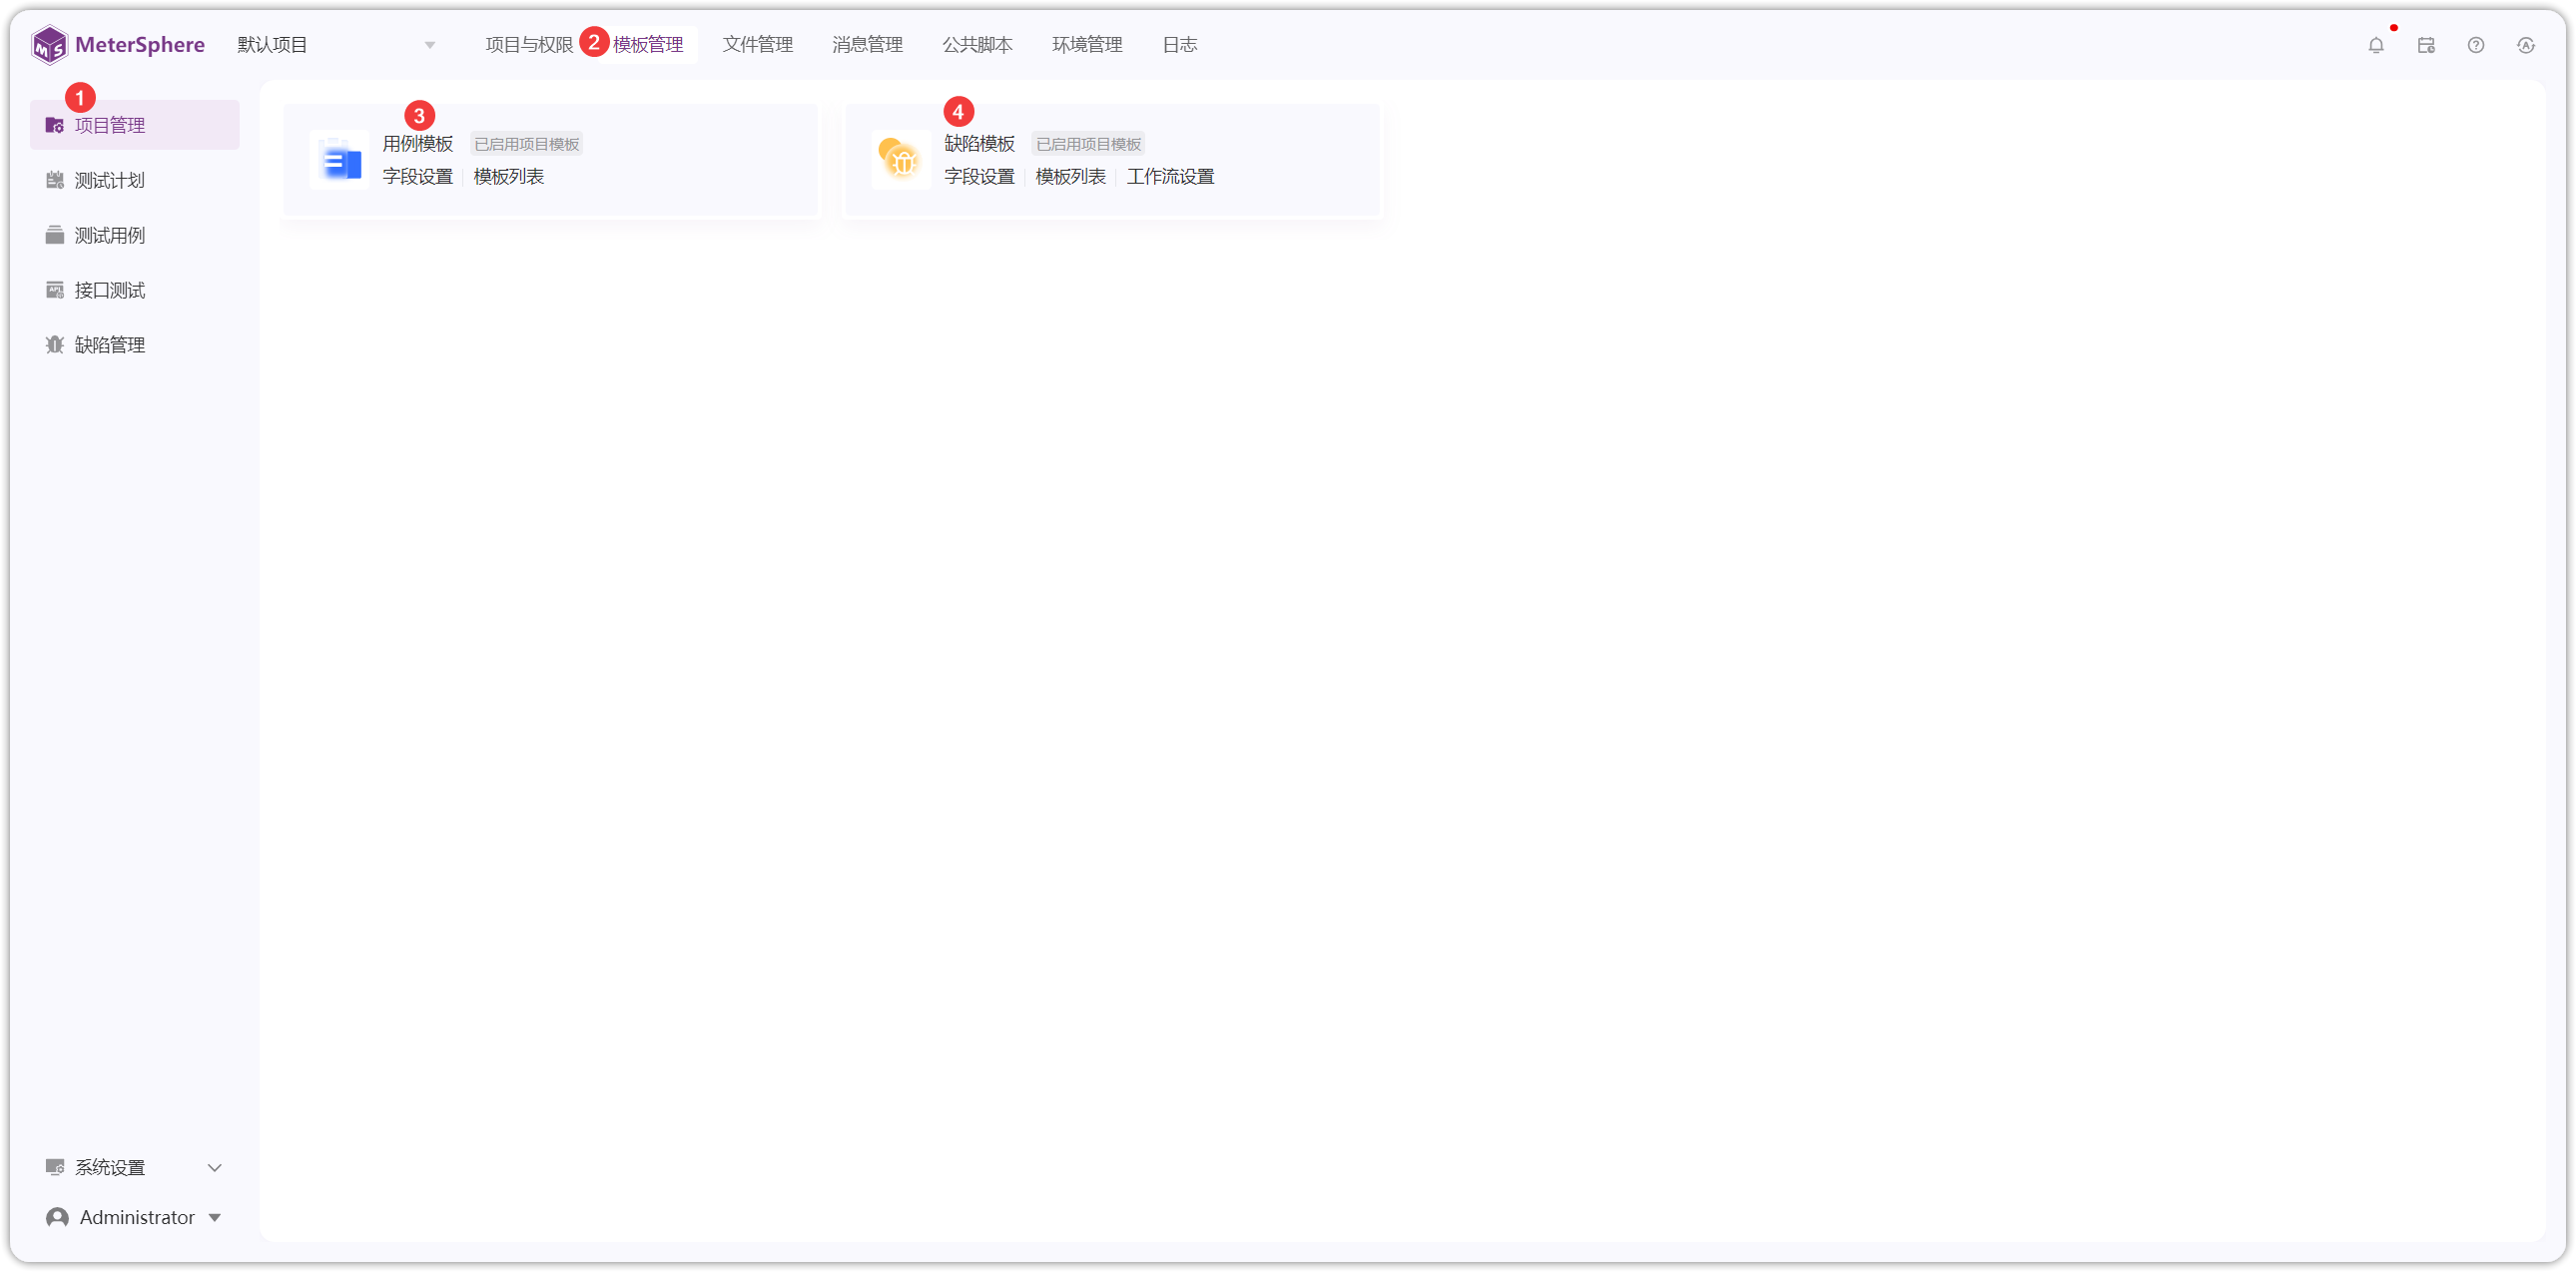 MeterSphere 默认项目 项目与权限 2 模板管理 文件管理 消息管理 公共脚本 环境管理 日志
1
项目管理
测试计划
测试用例
接口测试
缺陷管理
3
用例模板 已启用项目模板
字段设置 模板列表
4
缺陷模板 已启用项目模板
字段设置 模板列表 工作流设置
系统设置
Administrator